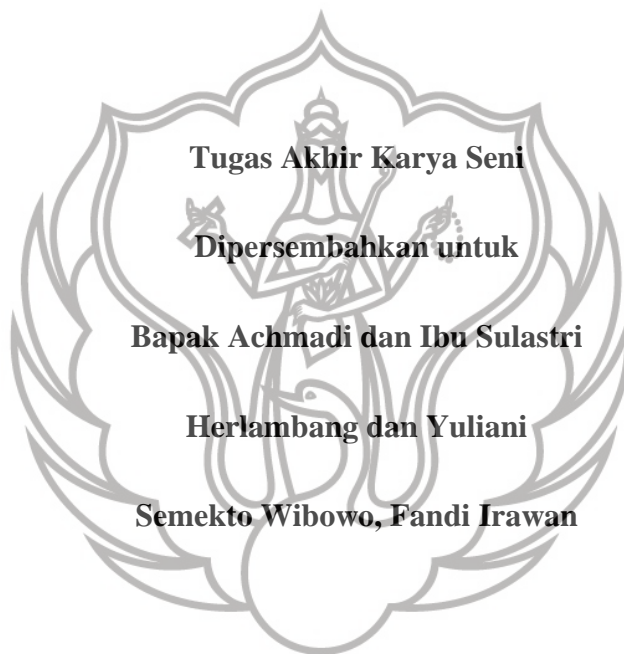 Tugas Akhir Karya Seni
Dipersembahkan untuk
Bapak Achmadi dan Ibu Sulastri
Herlambang dan Yuliani
Semekto Wibowo, Fandi Irawan